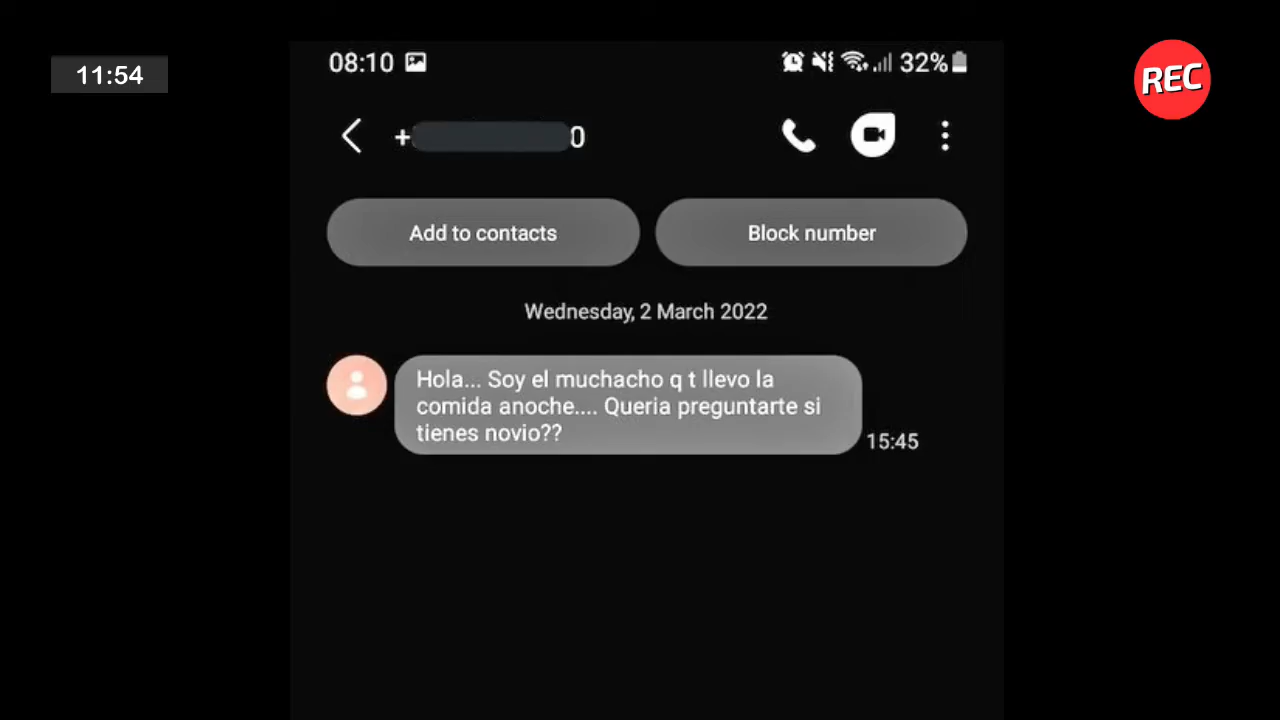 11:54
08:10
32%
REC
+ 0
Add to contacts
Block number
Wednesday, 2 March 2022
Hola... Soy el muchacho q t llevo la
comida anoche.... Queria preguntarte si
tienes novio??
15:45